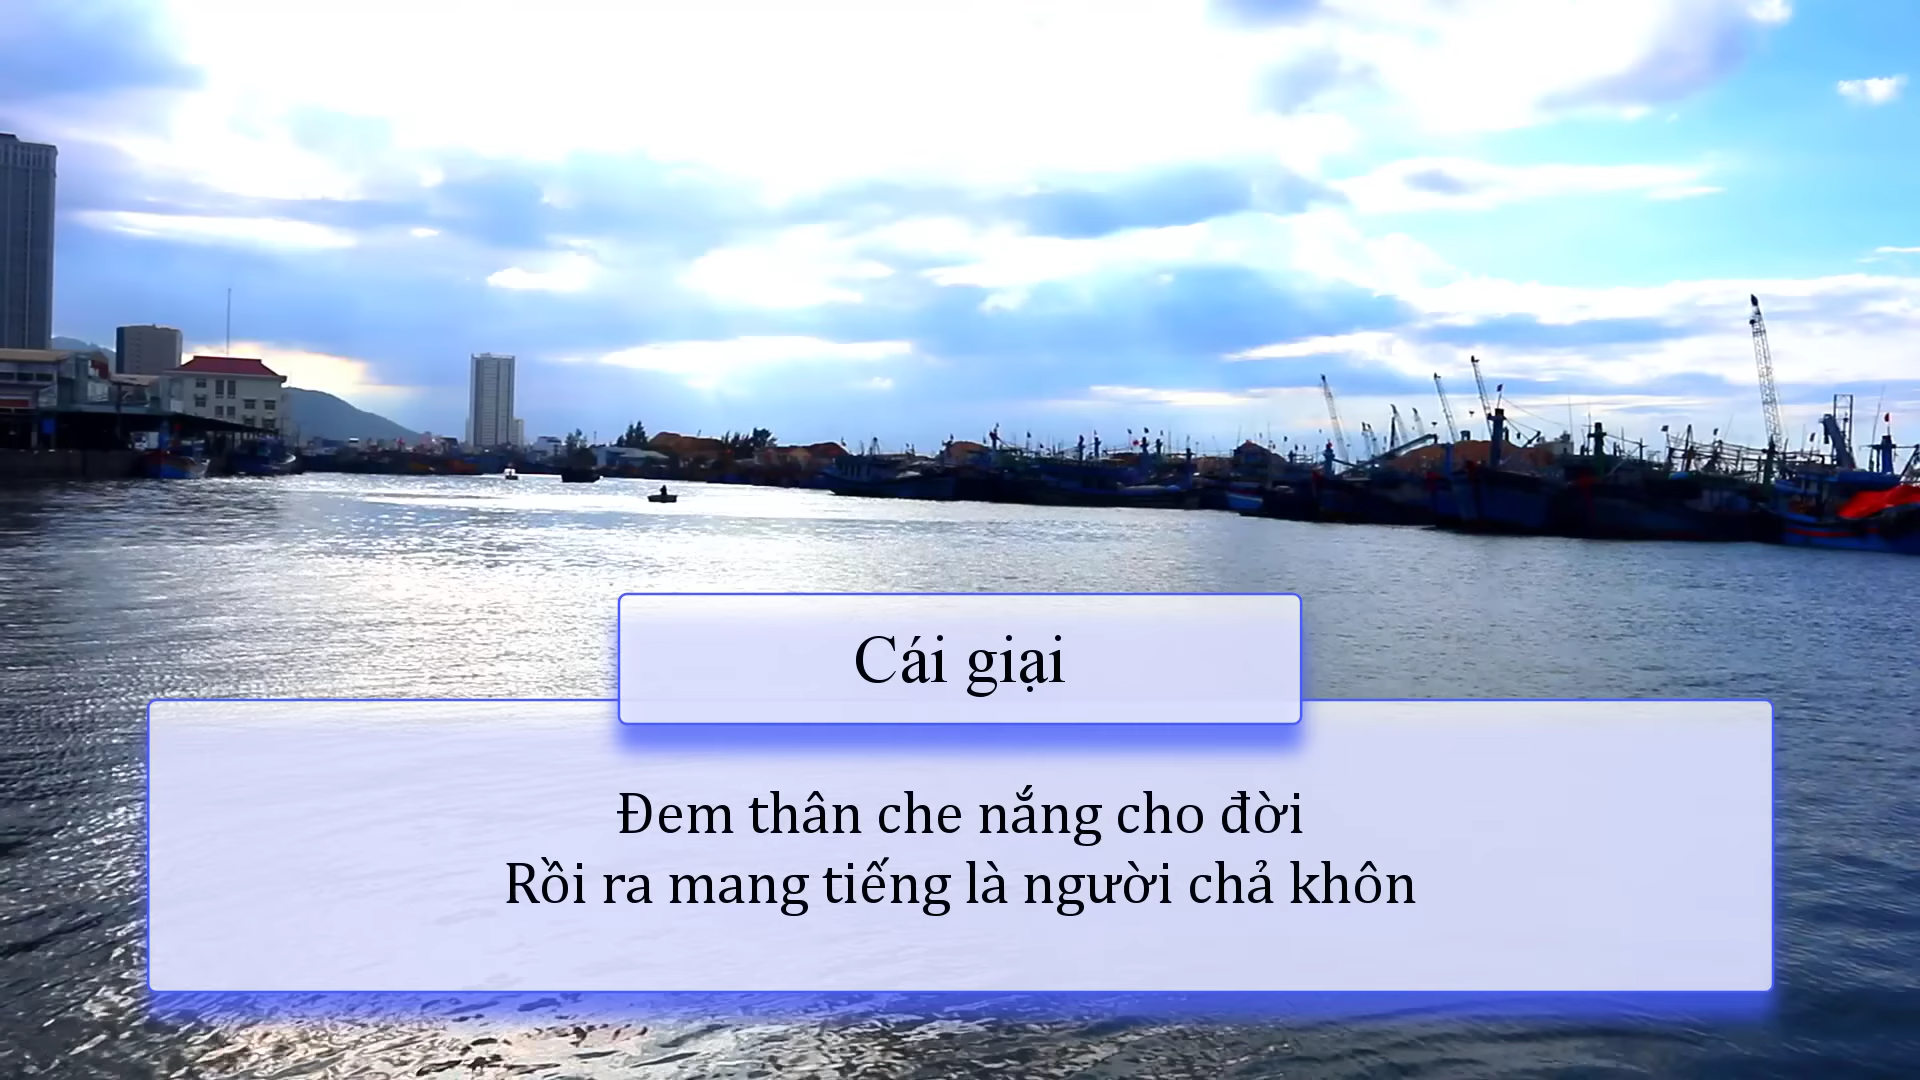 Cái giại
Đem thân che nắng cho đời
Rồi ra mang tiếng là người chả khôn